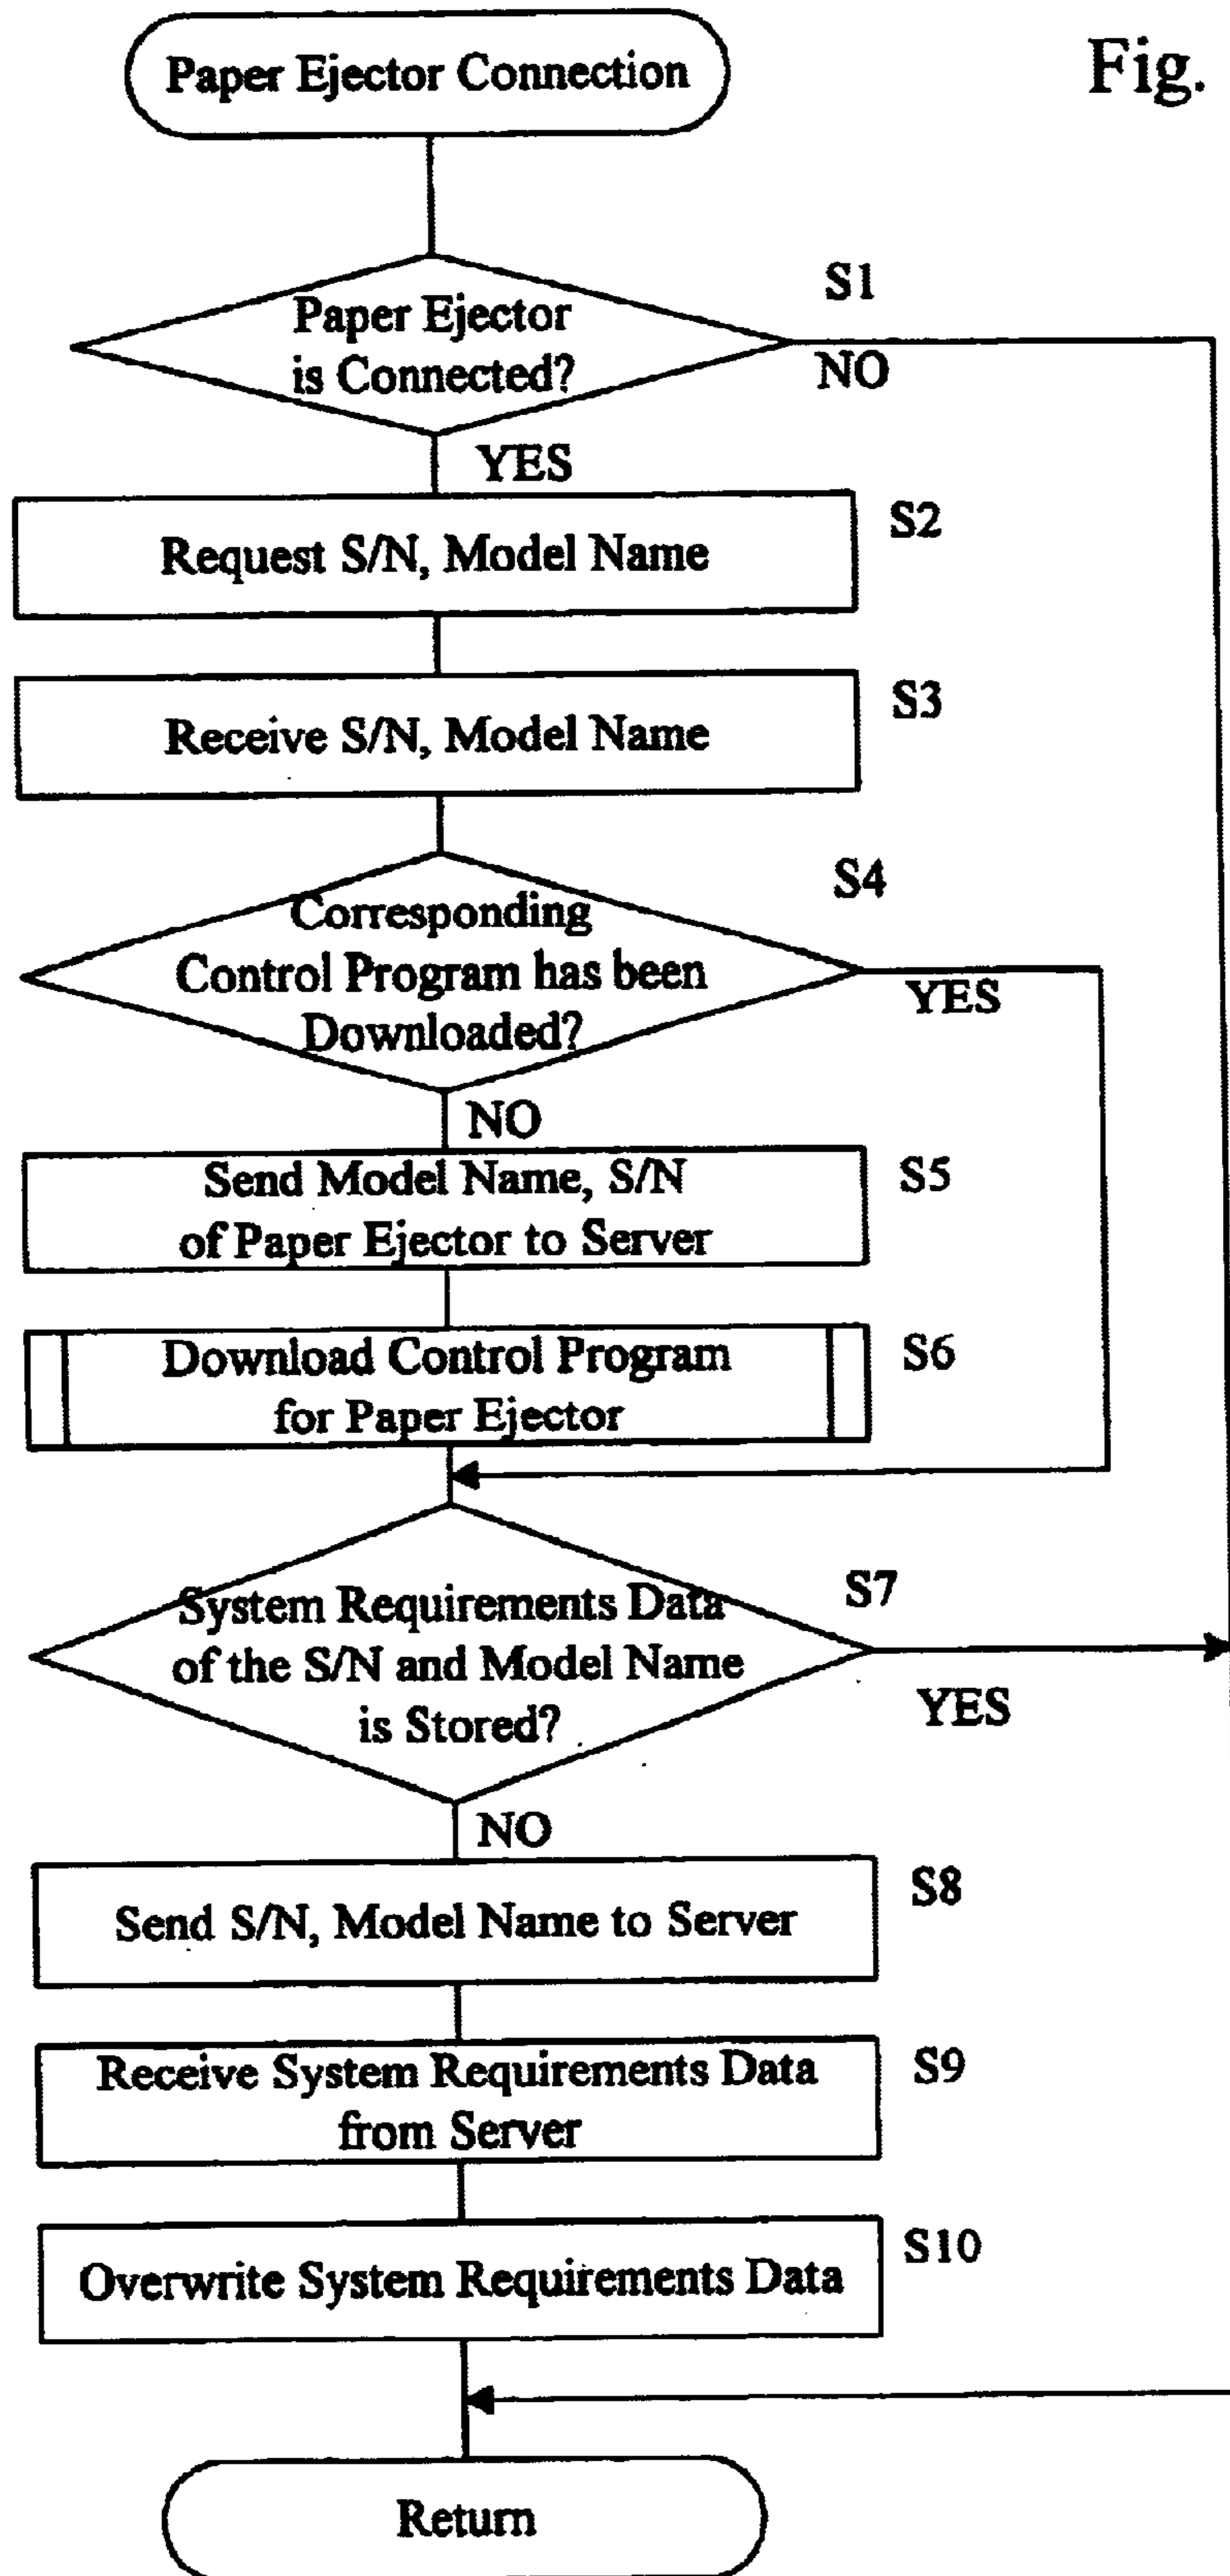 Paper Ejector Connection
Fig.
Paper Ejector
is Connected?
S1
NO
YES
Request S/N, Model Name
S2
Receive S/N, Model Name
S3
Corresponding
Control Program has been
Downloaded?
S4
YES
NO
Send Model Name, S/N
of Paper Ejector to Server
S5
Download Control Program
for Paper Ejector
S6
System Requirements Data
of the S/N and Model Name
is Stored?
S7
YES
NO
Send S/N, Model Name to Server
S8
Receive System Requirements Data
from Server
S9
Overwrite System Requirements Data
S10
Return